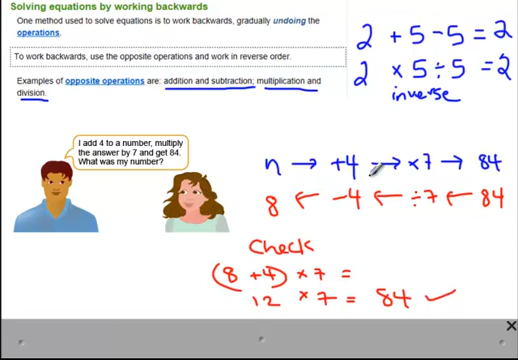 Solving equations by working backwards
One method used to solve equations is to work backwards, gradually undoing the
operations.
To work backwards, use the opposite operations and work in reverse order.
Examples of opposite operations are: addition and subtraction; multiplication and
division.
2 + 5 - 5 = 2
2 × 5 ÷ 5 = 2
inverse
I add 4 to a number, multiply
the answer by 7 and get 84.
What was my number?
n → +4 → ×7 → 84
8 ← -4 ← ÷7 ← 84
Check
(8 + 4) × 7 =
12 × 7 = 84 ✓
X